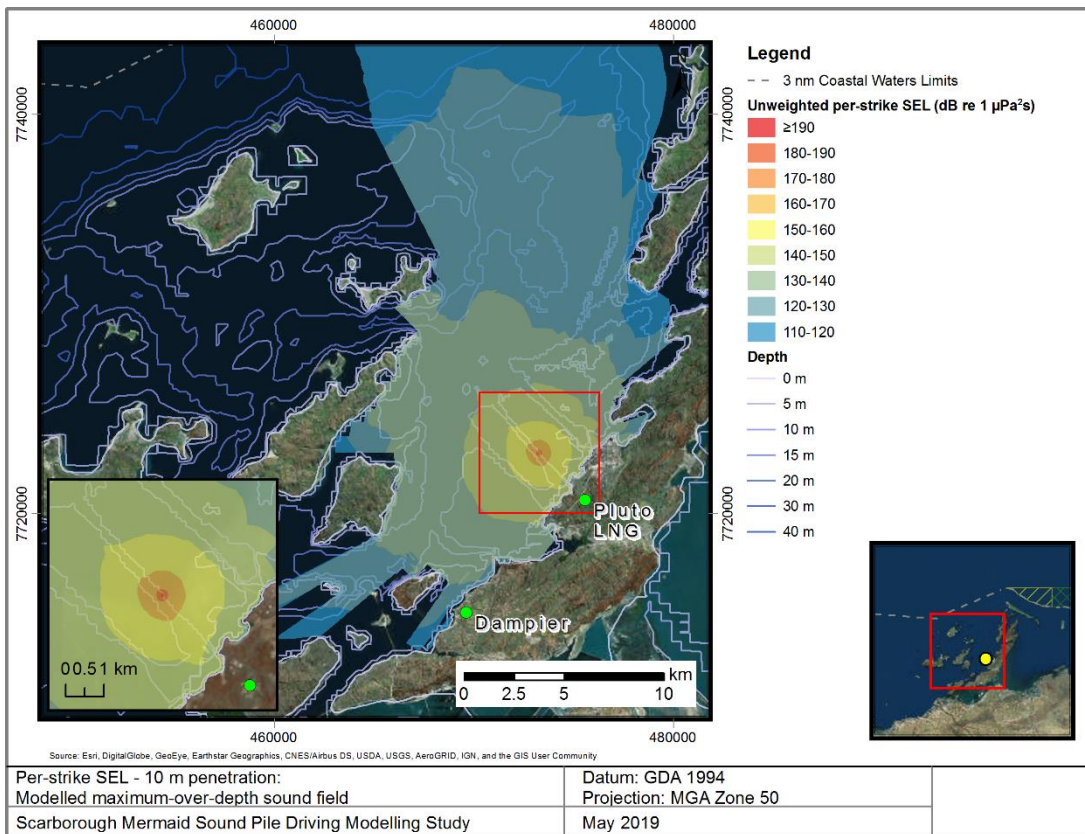 460000
480000
7740000
7740000
7720000
7720000
Pluto
LNG
Dampier
00.51 km
km
0 2.5 5 10
460000
480000
Legend
3 nm Coastal Waters Limits
Unweighted per-strike SEL (dB re 1 µPa²s)
≥190
180-190
170-180
160-170
150-160
140-150
130-140
120-130
110-120
Depth
0 m
5 m
10 m
15 m
20 m
30 m
40 m
Source: Esri, DigitalGlobe, GeoEye, Earthstar Geographics, CNES/Airbus DS, USDA, USGS, AeroGRID, IGN, and the GIS User Community
Per-strike SEL - 10 m penetration:
Modelled maximum-over-depth sound field
Datum: GDA 1994
Projection: MGA Zone 50
Scarborough Mermaid Sound Pile Driving Modelling Study
May 2019